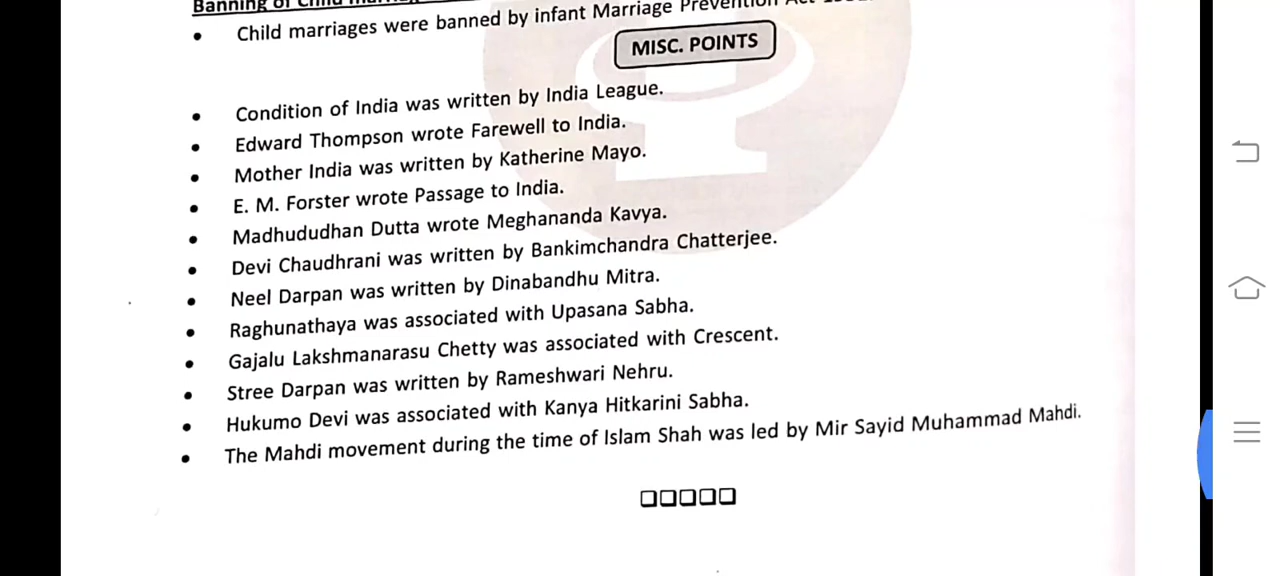 Banning of Child
• Child marriages were banned by infant Marriage Prevention Act
MISC. POINTS
• Condition of India was written by India League.
• Edward Thompson wrote Farewell to India.
• Mother India was written by Katherine Mayo.
• E. M. Forster wrote Passage to India.
• Madhududhan Dutta wrote Meghananda Kavya.
• Devi Chaudhrani was written by Bankimchandra Chatterjee.
• Neel Darpan was written by Dinabandhu Mitra.
• Raghunathaya was associated with Upasana Sabha.
• Gajalu Lakshmanarasu Chetty was associated with Crescent.
• Stree Darpan was written by Rameshwari Nehru.
• Hukumo Devi was associated with Kanya Hitkarini Sabha.
• The Mahdi movement during the time of Islam Shah was led by Mir Sayid Muhammad Mahdi.